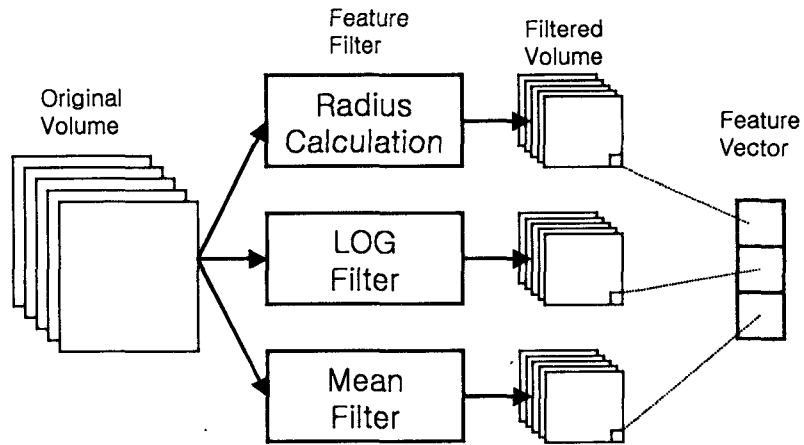 Feature
Filter
Filtered
Volume
Original
Volume
Radius
Calculation
Feature
Vector
LOG
Filter
Mean
Filter